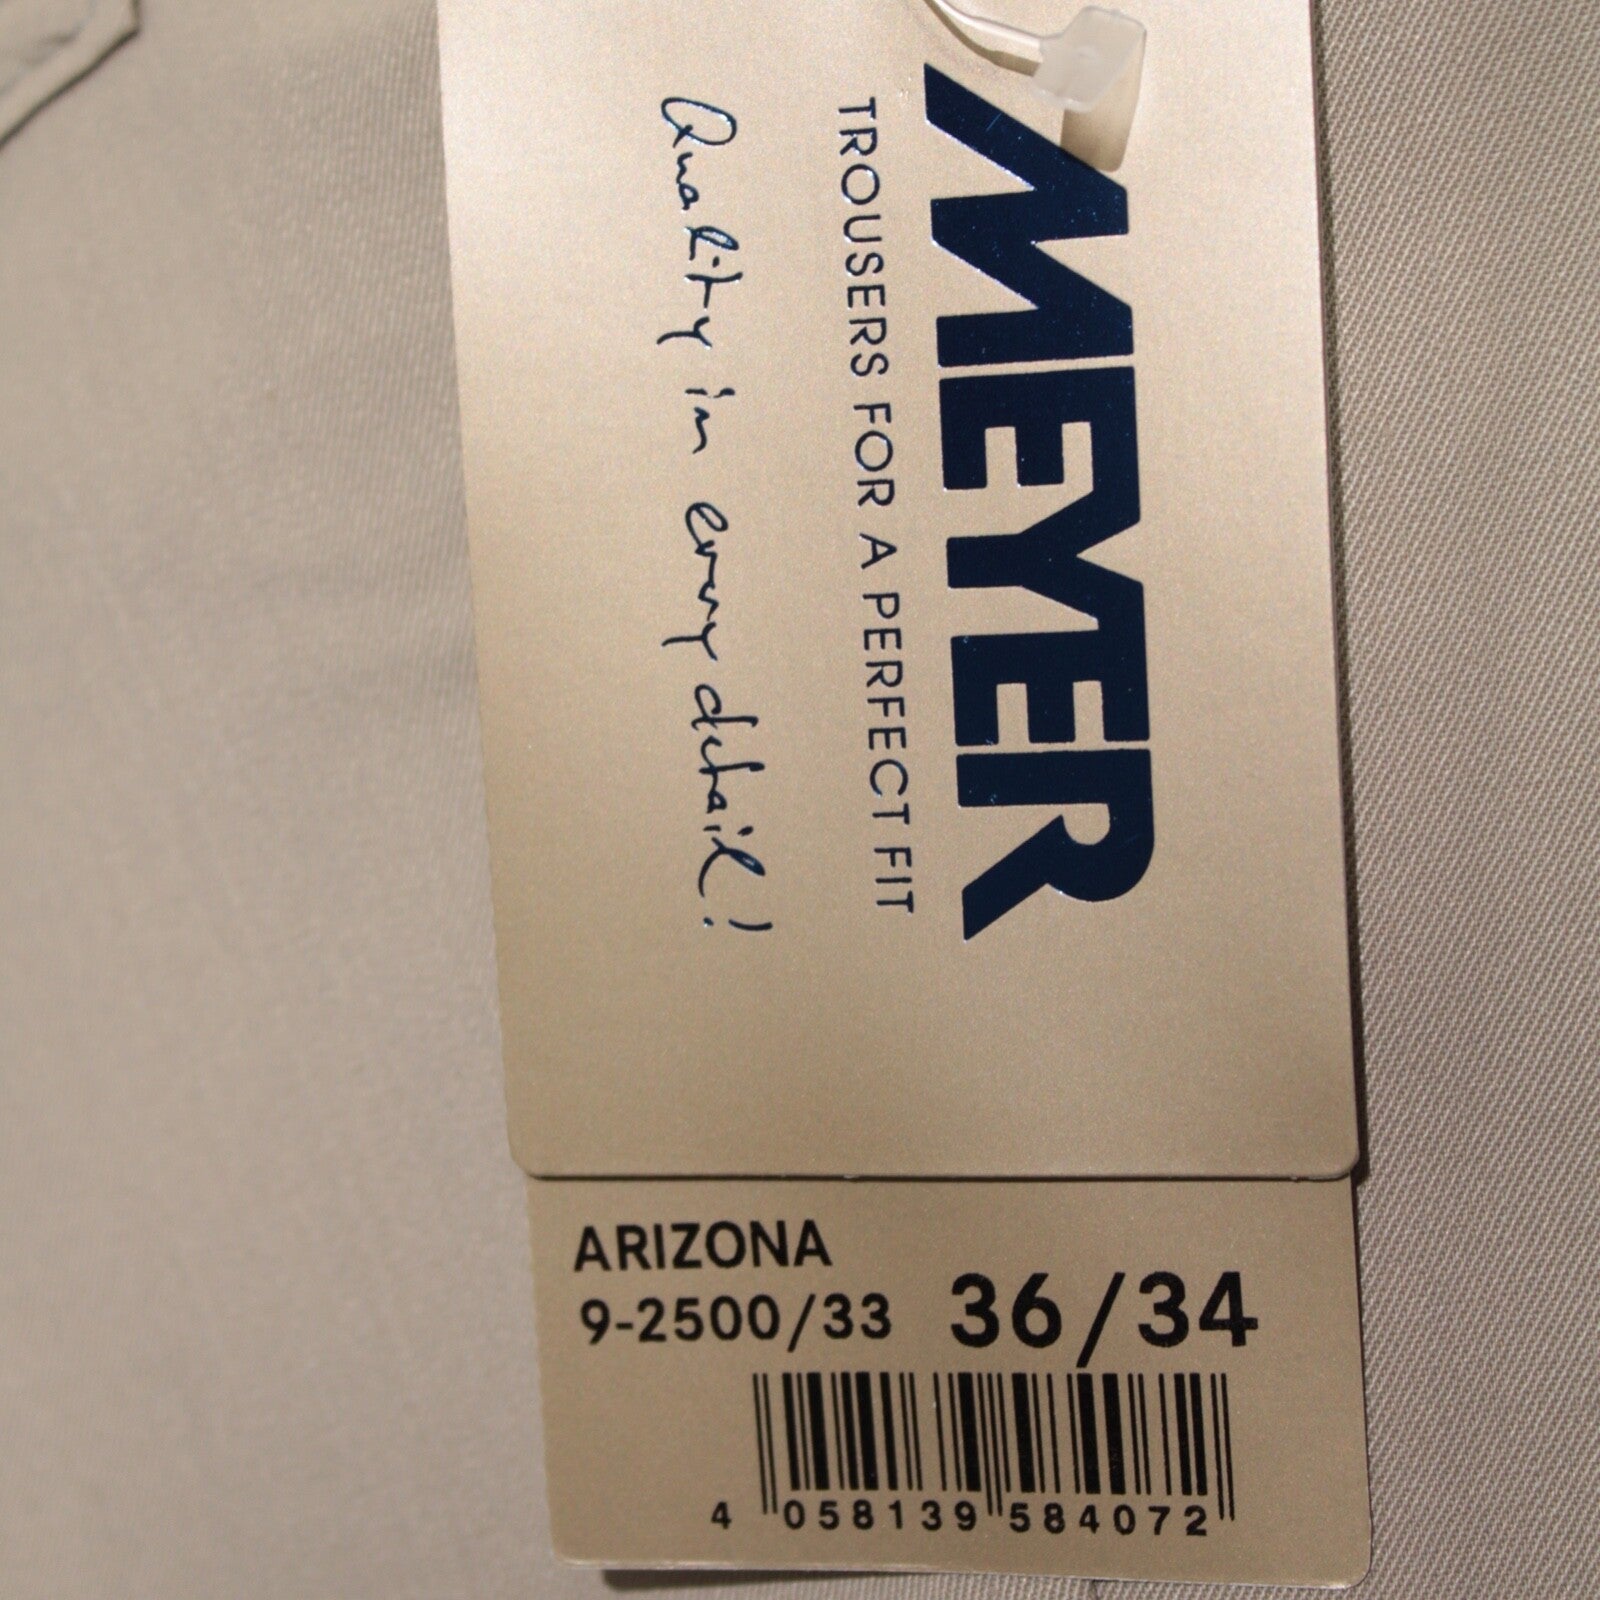 MEYER
TROUSERS FOR A PERFECT FIT
Quality in every detail!
ARIZONA
9-2500/33 36/34
4 058139 584072